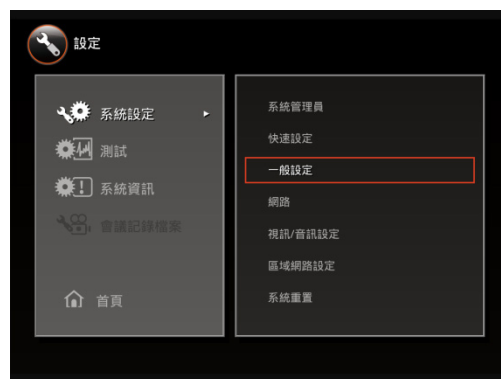 設定
系統設定
測試
系統資訊
會議記錄檔案
首頁
系統管理員
快速設定
一般設定
網路
視訊/音訊設定
區域網路設定
系統重置